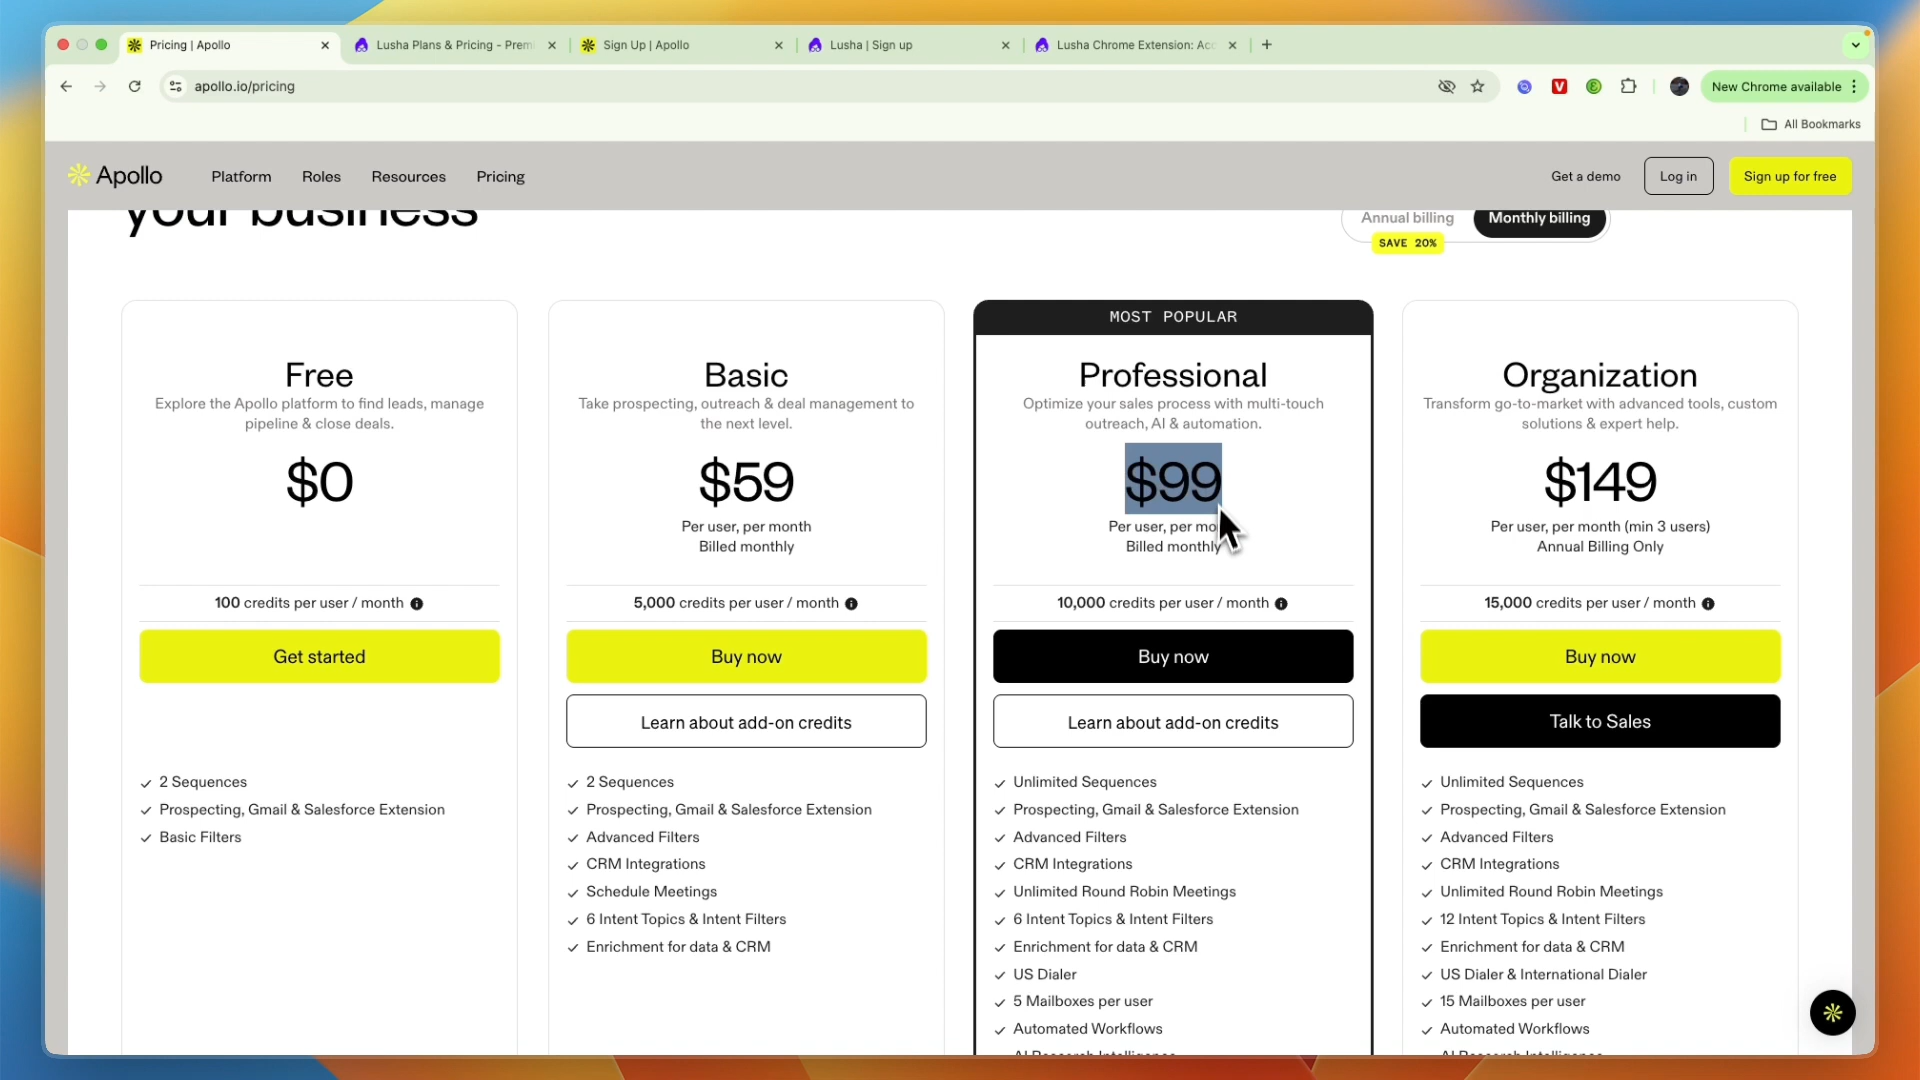 Pricing | Apollo
Lusha Plans & Pricing - Prem
Sign Up | Apollo
Lusha | Sign up
Lusha Chrome Extension: Acc
apollo.io/pricing
New Chrome available
All Bookmarks
Apollo
Platform
Roles
Resources
Pricing
Get a demo
Log in
Sign up for free
your business
Annual billing
Monthly billing
SAVE 20%
Free
Explore the Apollo platform to find leads, manage
pipeline & close deals.
$0
100 credits per user / month
Get started
2 Sequences
Prospecting, Gmail & Salesforce Extension
Basic Filters
Basic
Take prospecting, outreach & deal management to
the next level.
$59
Per user, per month
Billed monthly
5,000 credits per user / month
Buy now
Learn about add-on credits
2 Sequences
Prospecting, Gmail & Salesforce Extension
Advanced Filters
CRM Integrations
Schedule Meetings
6 Intent Topics & Intent Filters
Enrichment for data & CRM
MOST POPULAR
Professional
Optimize your sales process with multi-touch
outreach, AI & automation.
$99
Per user, per mo
Billed monthly
10,000 credits per user / month
Buy now
Learn about add-on credits
Unlimited Sequences
Prospecting, Gmail & Salesforce Extension
Advanced Filters
CRM Integrations
Unlimited Round Robin Meetings
6 Intent Topics & Intent Filters
Enrichment for data & CRM
US Dialer
5 Mailboxes per user
Automated Workflows
AI Research Intelligence
Organization
Transform go-to-market with advanced tools, custom
solutions & expert help.
$149
Per user, per month (min 3 users)
Annual Billing Only
15,000 credits per user / month
Buy now
Talk to Sales
Unlimited Sequences
Prospecting, Gmail & Salesforce Extension
Advanced Filters
CRM Integrations
Unlimited Round Robin Meetings
12 Intent Topics & Intent Filters
Enrichment for data & CRM
US Dialer & International Dialer
15 Mailboxes per user
Automated Workflows
AI Research Intelligence